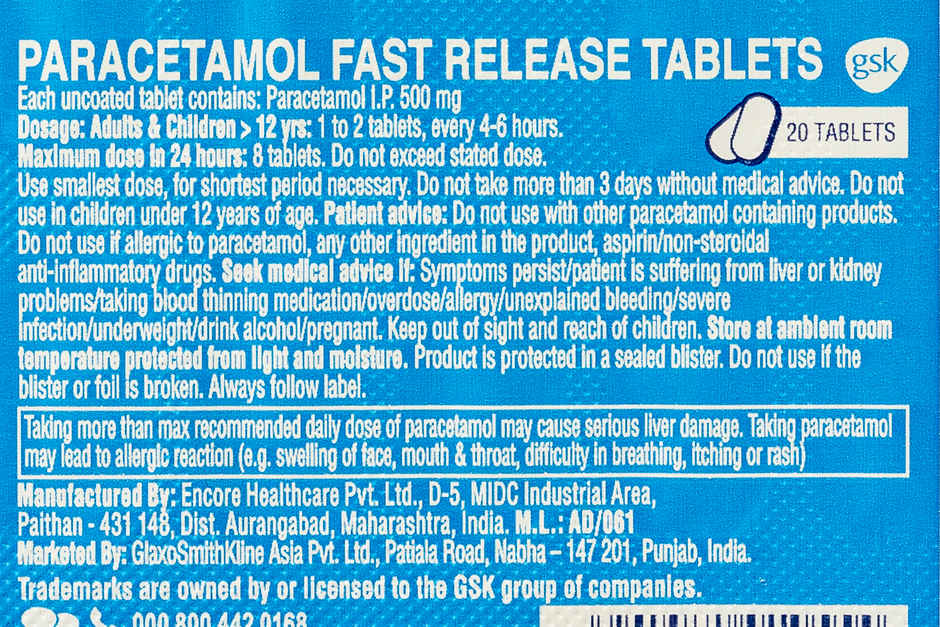 PARACETAMOL FAST RELEASE TABLETS
gsk
Each uncoated tablet contains: Paracetamol I.P. 500 mg
Dosage: Adults & Children > 12 yrs: 1 to 2 tablets, every 4-6 hours.
20 TABLETS
Maximum dose in 24 hours: 8 tablets. Do not exceed stated dose.
Use smallest dose, for shortest period necessary. Do not take more than 3 days without medical advice. Do not
use in children under 12 years of age. Patient advice: Do not use with other paracetamol containing products.
Do not use if allergic to paracetamol, any other ingredient in the product, aspirin/non-steroidal
anti-inflammatory drugs. Seek medical advice if: Symptoms persist/patient is suffering from liver or kidney
problems/taking blood thinning medication/overdose/allergy/unexplained bleeding/severe
infection/underweight/drink alcohol/pregnant. Keep out of sight and reach of children. Store at ambient room
temperature protected from light and moisture. Product is protected in a sealed blister. Do not use if the
blister or foil is broken. Always follow label.
Taking more than max recommended daily dose of paracetamol may cause serious liver damage. Taking paracetamol
may lead to allergic reaction (e.g. swelling of face, mouth & throat, difficulty in breathing, itching or rash)
Manufactured By: Encore Healthcare Pvt. Ltd., D-5, MIDC Industrial Area,
Paithan - 431 148, Dist. Aurangabad, Maharashtra, India. M.L.: AD/061
Marketed By: GlaxoSmithKline Asia Pvt. Ltd., Patiala Road, Nabha – 147 201, Punjab, India.
Trademarks are owned by or licensed to the GSK group of companies.
000 800 442 0168